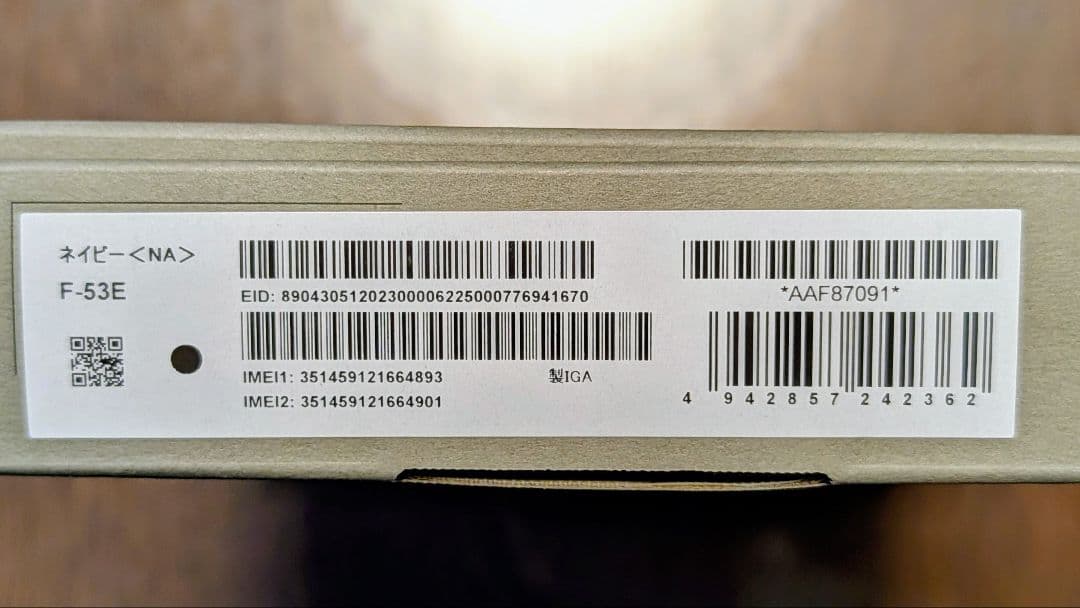 ネイビー<NA>
F-53E
EID: 89043051202300006225000776941670
IMEI1: 351459121664893
製IGA
IMEI2: 351459121664901
*AAF87091*
4 942857 242362